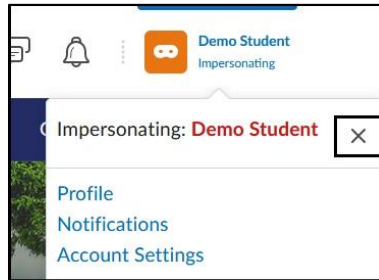 Demo Student
Impersonating
Impersonating: Demo Student
Profile
Notifications
Account Settings